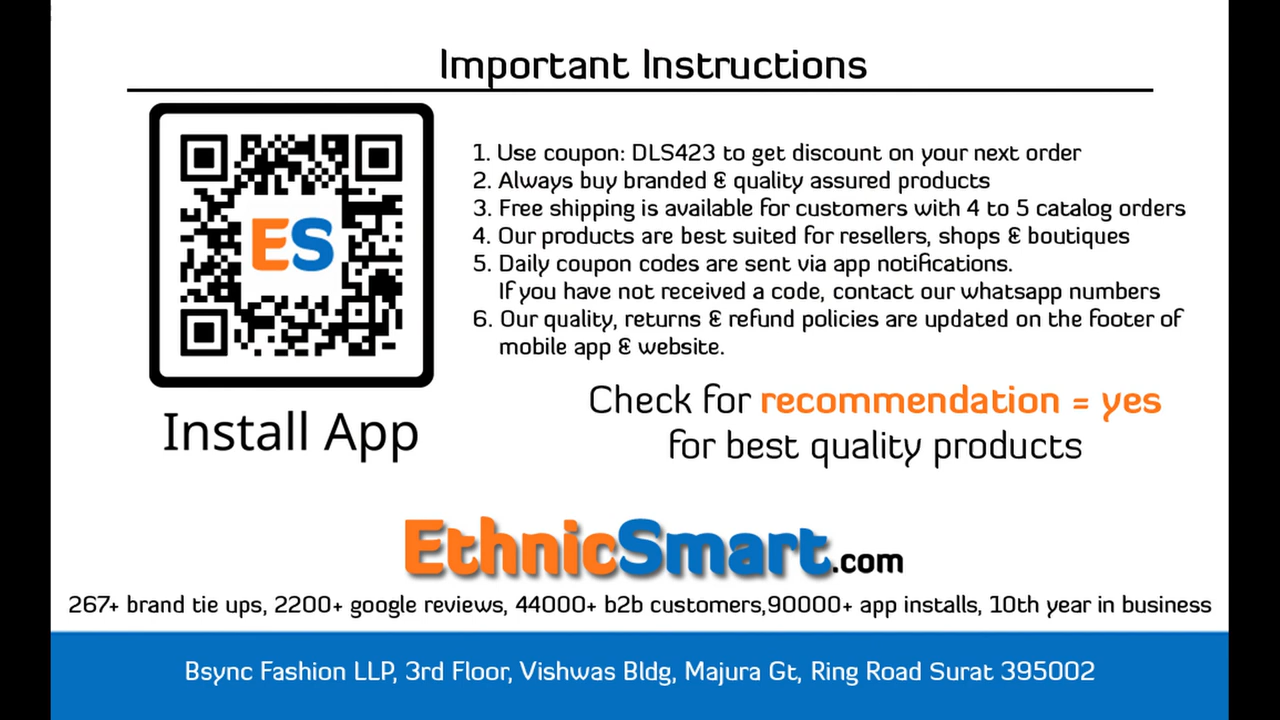 Important Instructions
1. Use coupon: DLS423 to get discount on your next order
2. Always buy branded & quality assured products
3. Free shipping is available for customers with 4 to 5 catalog orders
4. Our products are best suited for resellers, shops & boutiques
5. Daily coupon codes are sent via app notifications.
If you have not received a code, contact our whatsapp numbers
6. Our quality, returns & refund policies are updated on the footer of
mobile app & website.
ES
Install App
Check for recommendation = yes
for best quality products
EthnicSmart.com
267+ brand tie ups, 2200+ google reviews, 44000+ b2b customers,90000+ app installs, 10th year in business
Bsync Fashion LLP, 3rd Floor, Vishwas Bldg, Majura Gt, Ring Road Surat 395002